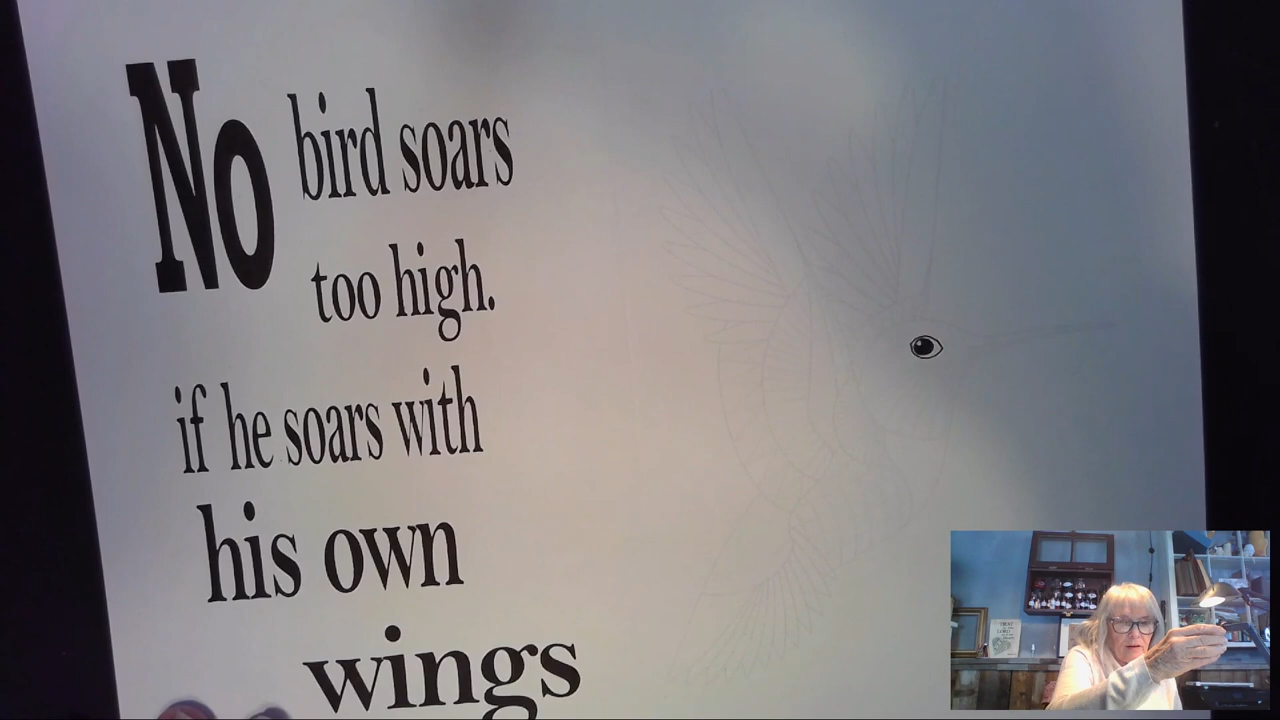 No bird soars
too high.
if he soars with
his own
wings